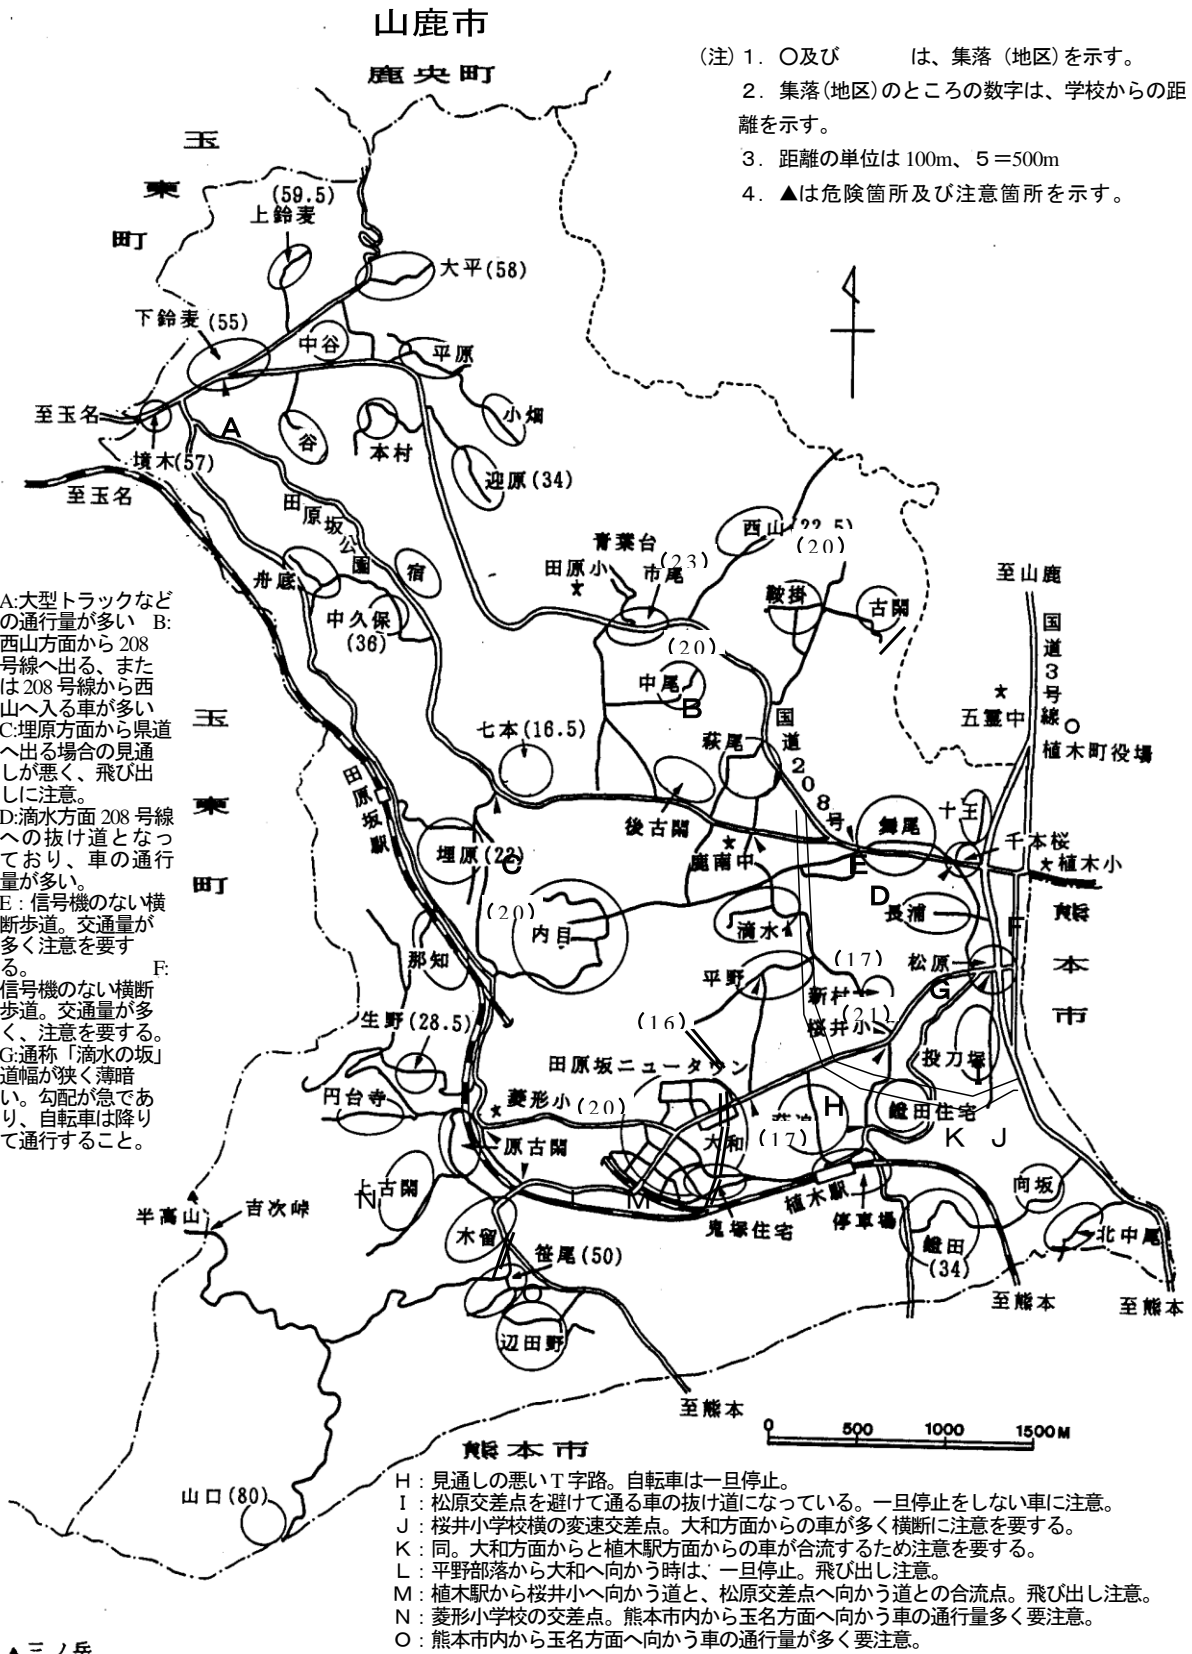 山鹿市
鹿央町
(注) 1. ○及び　　　は、集落 (地区)を示す。
2. 集落(地区)のところの数字は、学校からの距
離を示す。
3. 距離の単位は 100m、5＝500m
4. ▲は危険箇所及び注意箇所を示す。
玉
東
町
(59.5)
上鈴麦
大平(58)
下鈴麦(55)
中谷
平原
至玉名
A
谷
本村
小畑
境木(57)
迎原(34)
至玉名
田原坂公園
西山(22.5)
(20)
青葉台
(23)
田原小
市尾
舟底
宿
鞍掛
古閑
至山鹿
中久保
(36)
国道3号線
A:大型トラックなど
の通行量が多い B:
西山方面から 208
号線へ出る、また
は 208 号線から西
山へ入る車が多い
C:埋原方面から県道
へ出る場合の見通
しが悪く、飛び出
しに注意。
D:滴水方面 208 号線
への抜け道となっ
ており、車の通行
量が多い。
E：信号機のない横
断歩道。交通量が
多く注意を要す
る。 F:
信号機のない横断
歩道。交通量が多
く、注意を要する。
G:通称「滴水の坂」
道幅が狭く薄暗
い。勾配が急であ
り、自転車は降り
て通行すること。
玉
東
町
(20)
中尾
B
五霊中
七本(16.5)
萩尾
国道208号
植木町役場
田原坂駅
後古閑
舞尾
十王
千本桜
鹿南中
植木小
埋原(22)
C
E
D
(20)
内目
滴水
長浦
F
熊
本
市
那知
平野
(17)
松原
新村
G
生野(28.5)
(16)
(21)
桜井小
田原坂ニュータウン
投刀塚
I
円台寺
菱形小
(20)
H
鐙田住宅
大和
(17)
K
J
原古閑
上古閑
N
L
M
植木駅
向坂
半高山
吉次峠
木留
鬼塚住宅
停車場
北中尾
笹尾(50)
鐙田
(34)
O
辺田野
至熊本
至熊本
至熊本
0 500 1000 1500M
熊本市
山口(80)
H：見通しの悪いT字路。自転車は一旦停止。
I：松原交差点を避けて通る車の抜け道になっている。一旦停止をしない車に注意。
J：桜井小学校横の変速交差点。大和方面からの車が多く横断に注意を要する。
K：同。大和方面からと植木駅方面からの車が合流するため注意を要する。
L：平野部落から大和へ向かう時は、一旦停止。飛び出し注意。
M：植木駅から桜井小へ向かう道と、松原交差点へ向かう道との合流点。飛び出し注意。
N：菱形小学校の交差点。熊本市内から玉名方面へ向かう車の通行量多く要注意。
O：熊本市内から玉名方面へ向かう車の通行量が多く要注意。
▲三ノ岳